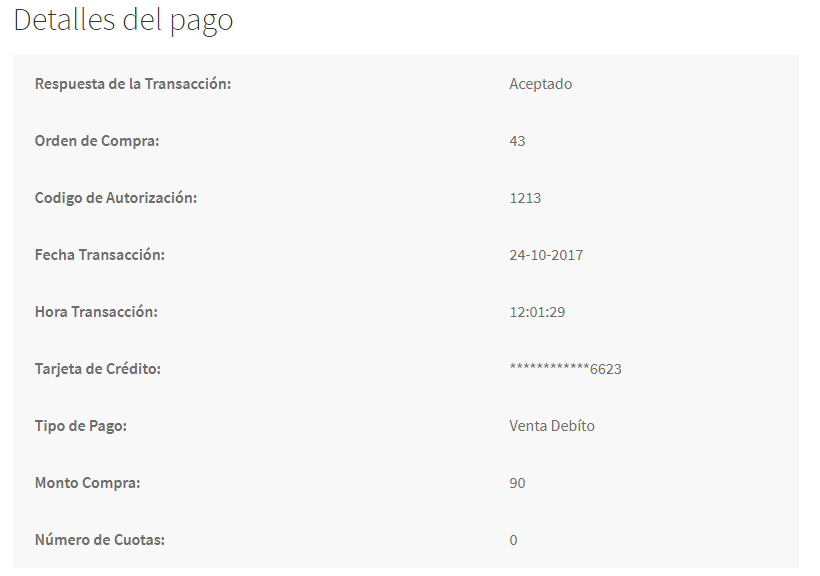 Detalles del pago
Respuesta de la Transacción: Aceptado
Orden de Compra: 43
Codigo de Autorización: 1213
Fecha Transacción: 24-10-2017
Hora Transacción: 12:01:29
Tarjeta de Crédito: ************6623
Tipo de Pago: Venta Debíto
Monto Compra: 90
Número de Cuotas: 0